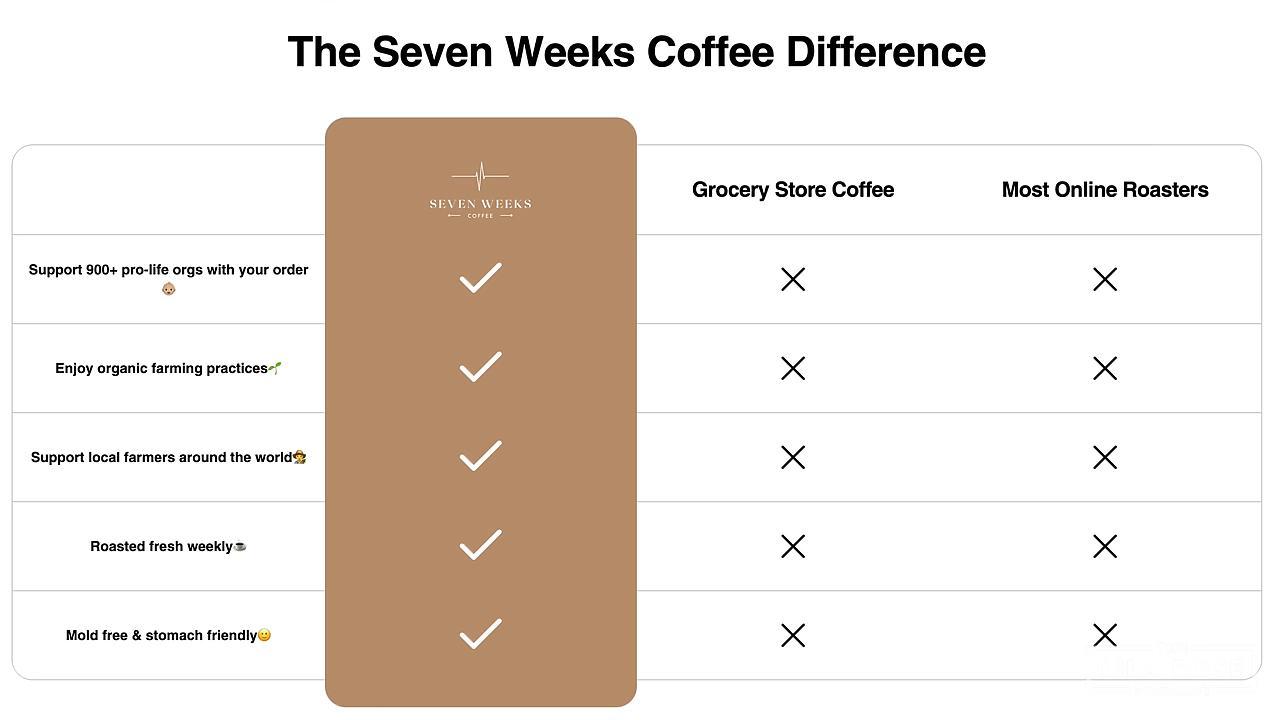 The Seven Weeks Coffee Difference
SEVEN WEEKS
COFFEE
Grocery Store Coffee
Most Online Roasters
Support 900+ pro-life orgs with your order
Enjoy organic farming practices
Support local farmers around the world
Roasted fresh weekly
Mold free & stomach friendly